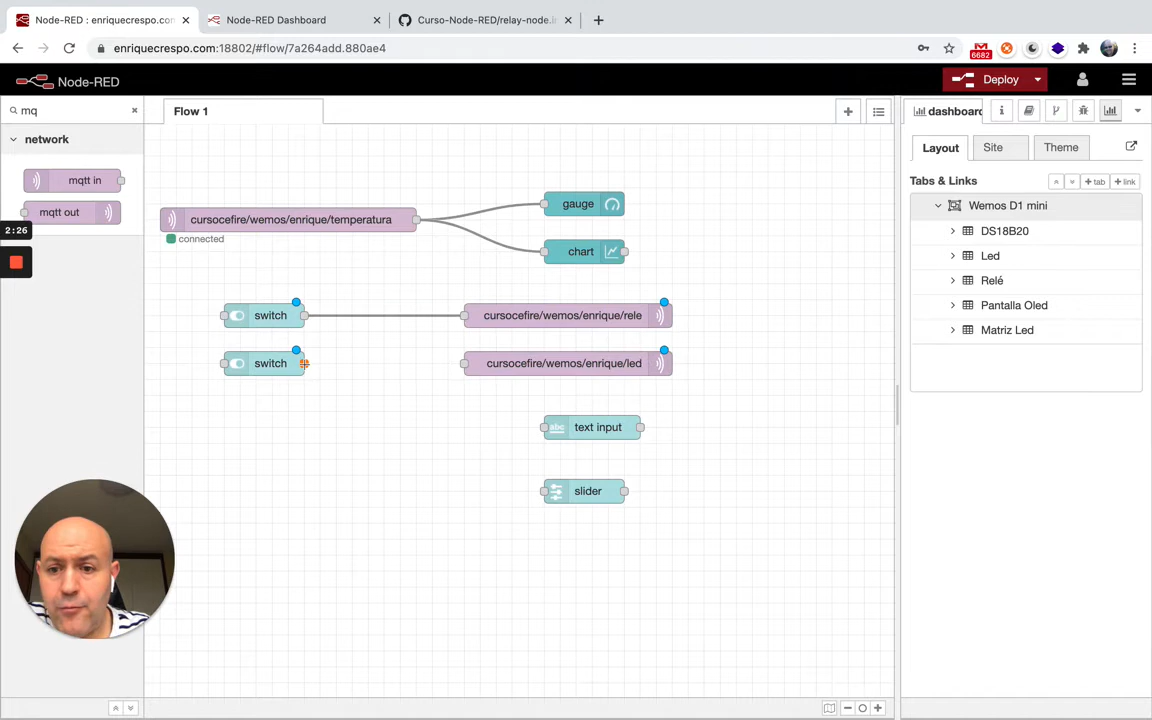 Node-RED : enriquecrespo.con
Node-RED Dashboard
Curso-Node-RED/relay-node.i
enriquecrespo.com:18802/#flow/7a264add.880ae4
6682
Node-RED
Deploy
mq
Flow 1
dashboard
network
Layout
Site
Theme
mqtt in
Tabs & Links
tab
link
mqtt out
Wemos D1 mini
gauge
cursocefire/wemos/enrique/temperatura
2:26
DS18B20
connected
chart
Led
Relé
switch
cursocefire/wemos/enrique/rele
Pantalla Oled
Matriz Led
switch
cursocefire/wemos/enrique/led
abc
text input
slider